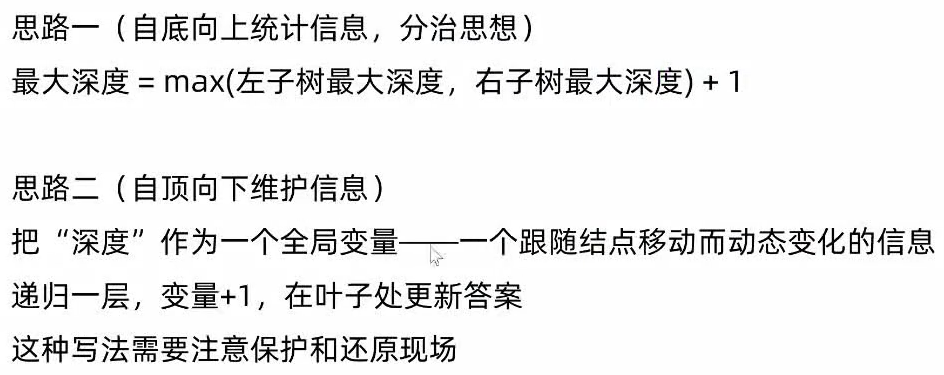 思路一（自底向上统计信息，分治思想）
最大深度 = max(左子树最大深度，右子树最大深度) + 1
思路二（自顶向下维护信息）
把“深度”作为一个全局变量——一个跟随结点移动而动态变化的信息
递归一层，变量+1，在叶子处更新答案
这种写法需要注意保护和还原现场